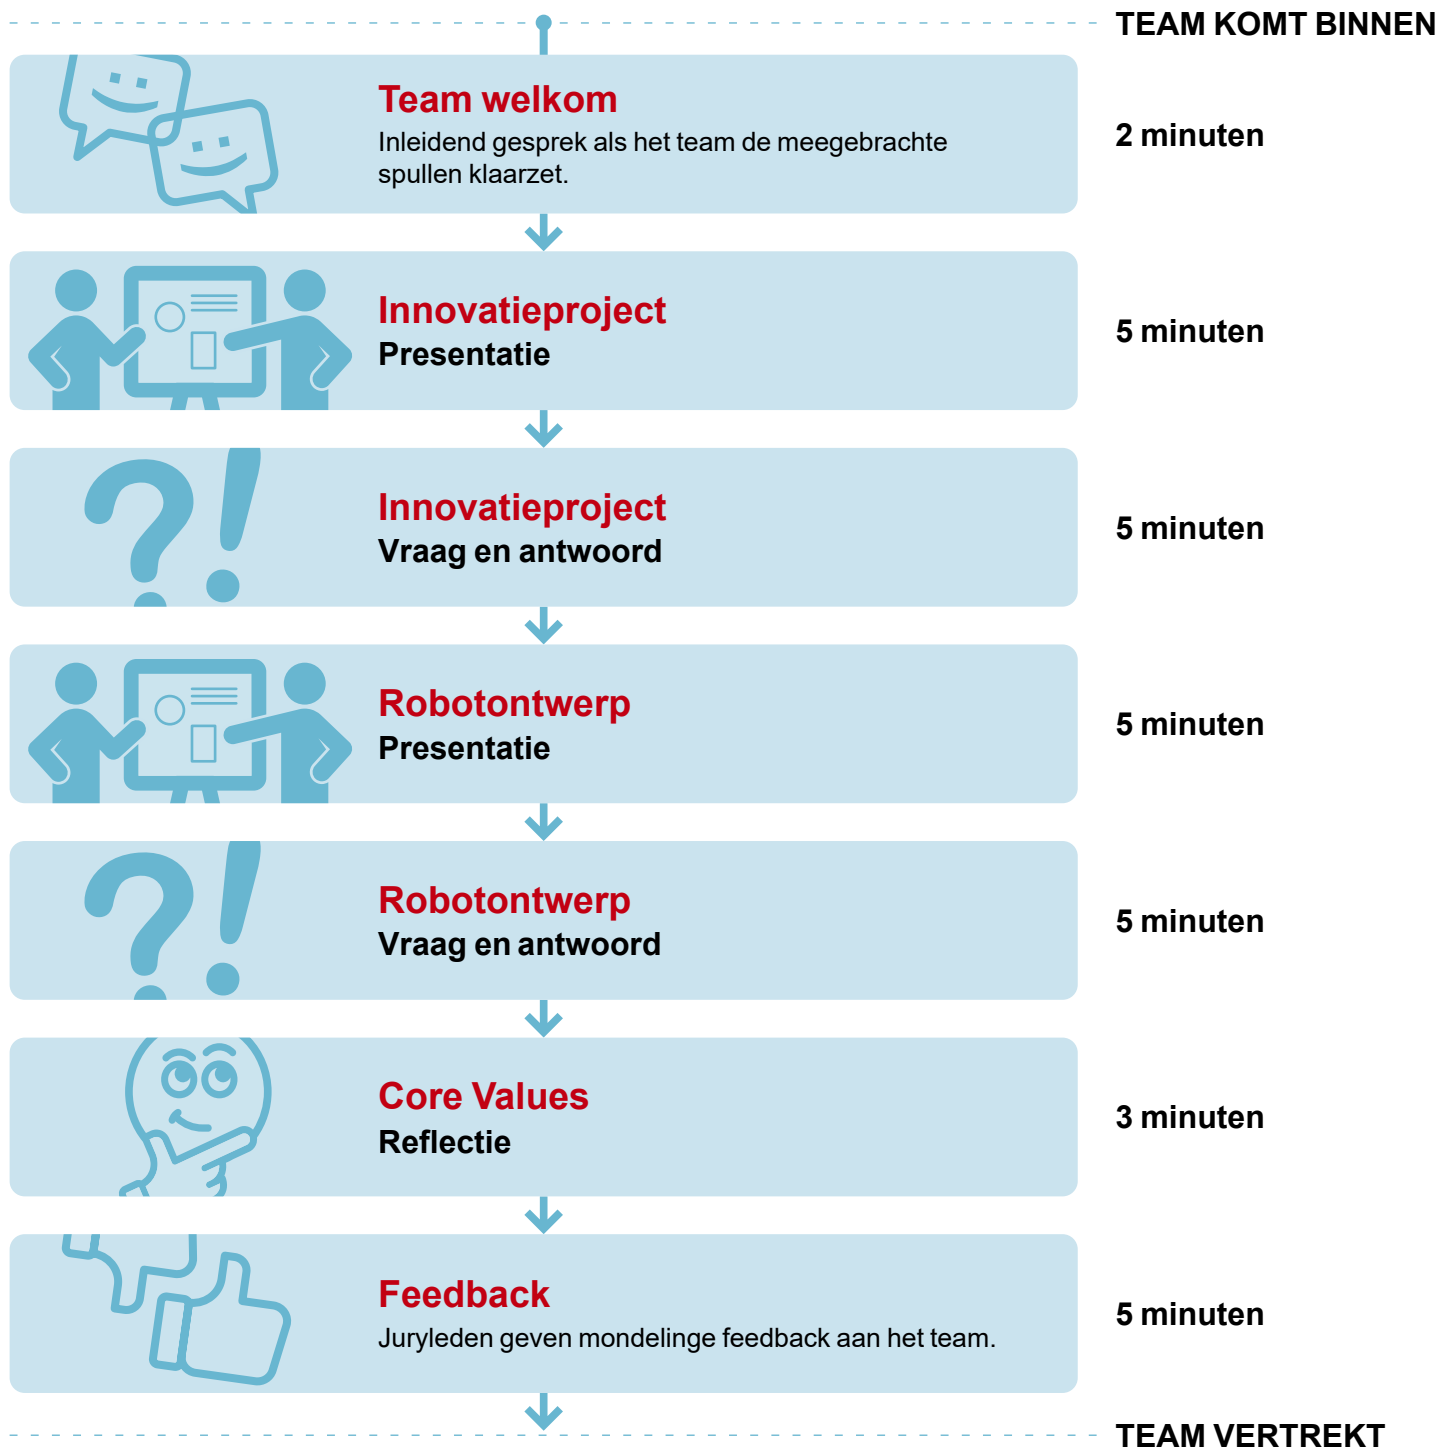 TEAM KOMT BINNEN
Team welkom
Inleidend gesprek als het team de meegebrachte
spullen klaarzet.
2 minuten
Innovatieproject
Presentatie
5 minuten
Innovatieproject
Vraag en antwoord
5 minuten
Robotontwerp
Presentatie
5 minuten
Robotontwerp
Vraag en antwoord
5 minuten
Core Values
Reflectie
3 minuten
Feedback
Juryleden geven mondelinge feedback aan het team.
5 minuten
TEAM VERTREKT